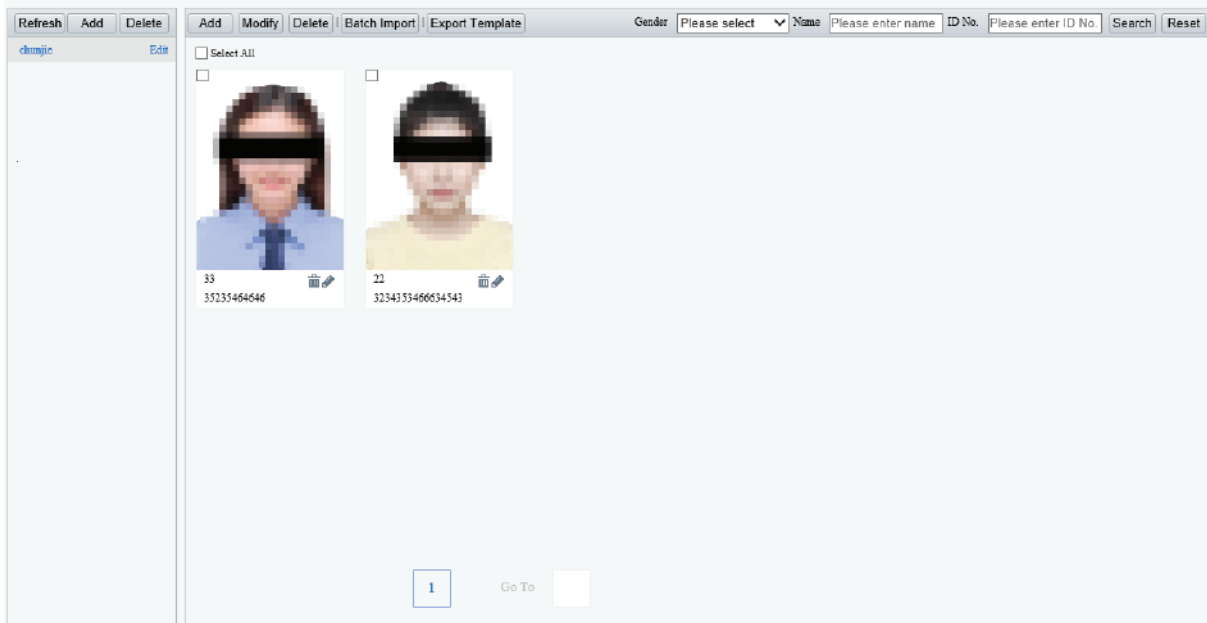 Refresh Add Delete Add Modify Delete Batch Import Export Template Gender Please select Name Please enter name ID No. Please enter ID No. Search Reset
chunjie Edit
Select All
33 22
35235464646 3234353466634543
1 Go To